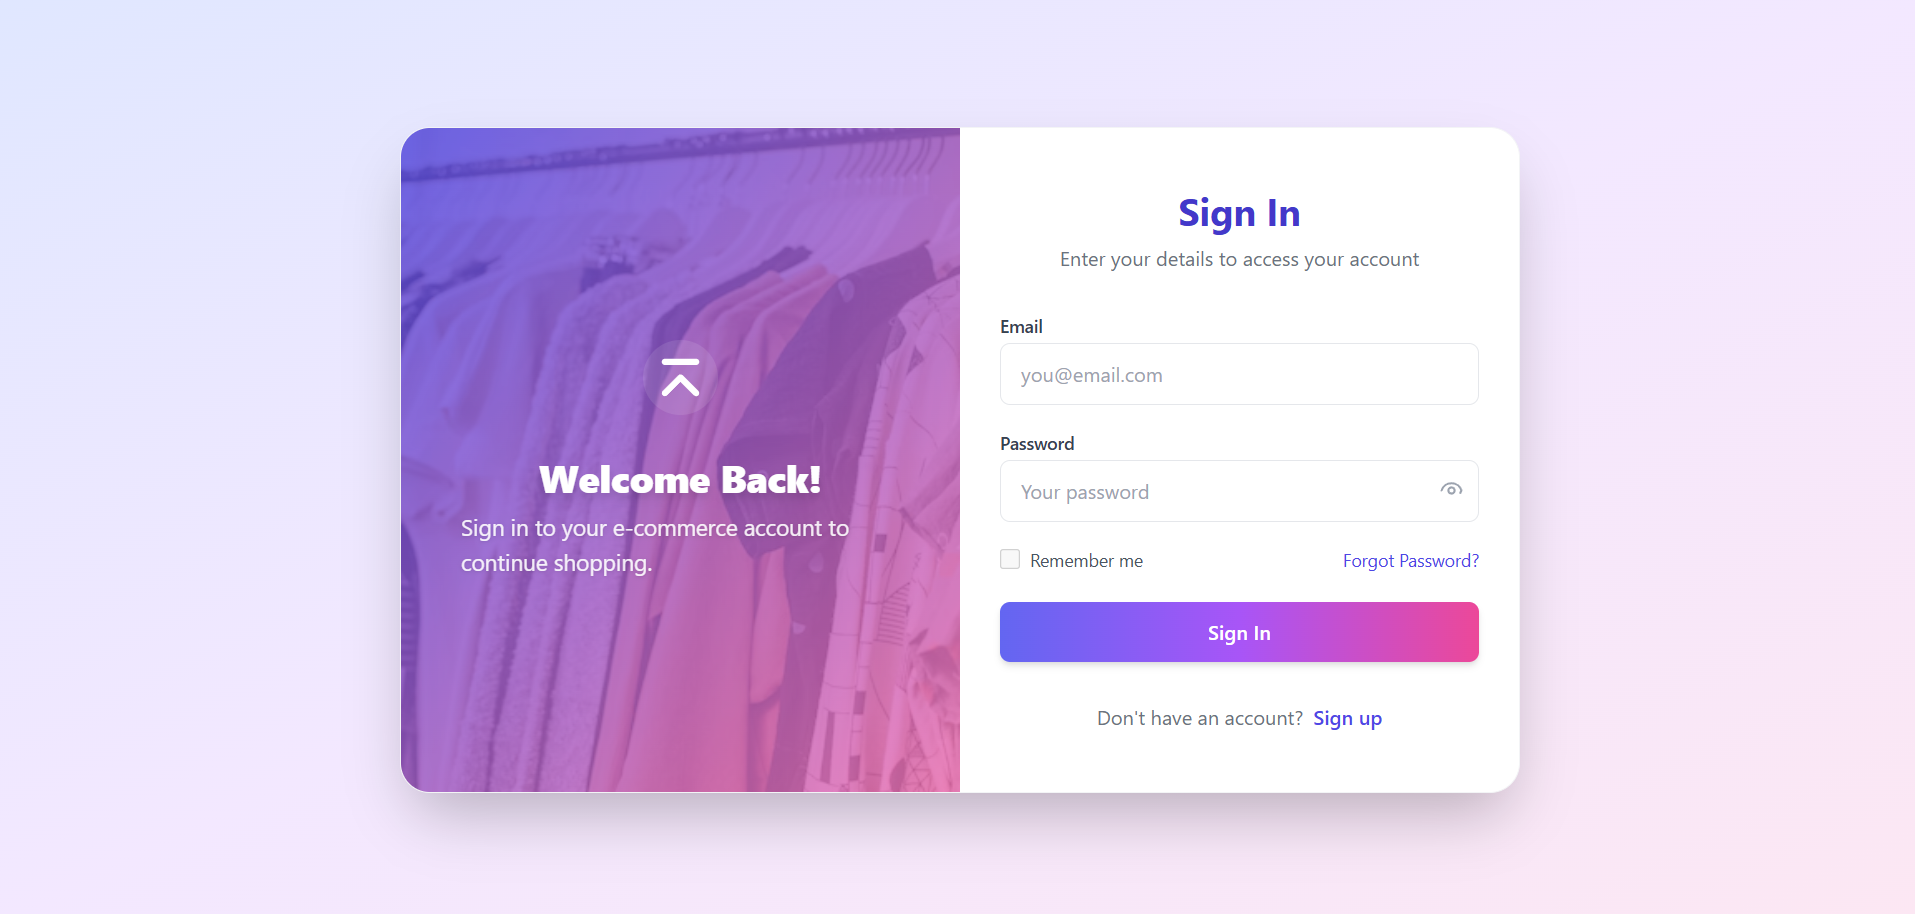 Welcome Back!
Sign in to your e-commerce account to
continue shopping.
Sign In
Enter your details to access your account
Email
you@email.com
Password
Your password
Remember me
Forgot Password?
Sign In
Don't have an account? Sign up